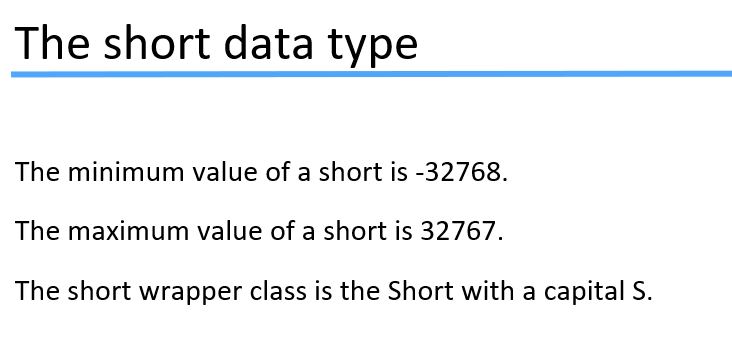 The short data type
The minimum value of a short is -32768.
The maximum value of a short is 32767.
The short wrapper class is the Short with a capital S.